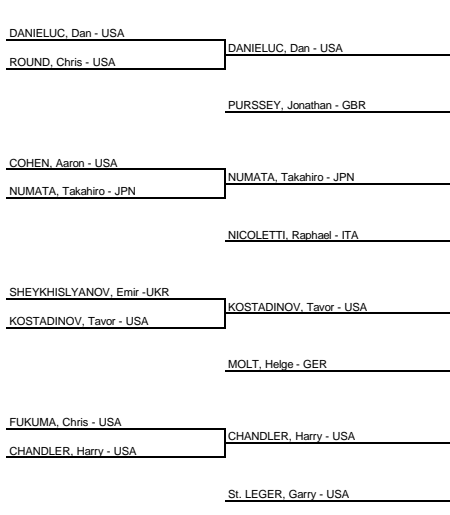 DANIELUC, Dan - USA
DANIELUC, Dan - USA
ROUND, Chris - USA
PURSSEY, Jonathan - GBR
COHEN, Aaron - USA
NUMATA, Takahiro - JPN
NUMATA, Takahiro - JPN
NICOLETTI, Raphael - ITA
SHEYKHISLYANOV, Emir -UKR
KOSTADINOV, Tavor - USA
KOSTADINOV, Tavor - USA
MOLT, Helge - GER
FUKUMA, Chris - USA
CHANDLER, Harry - USA
CHANDLER, Harry - USA
St. LEGER, Garry - USA